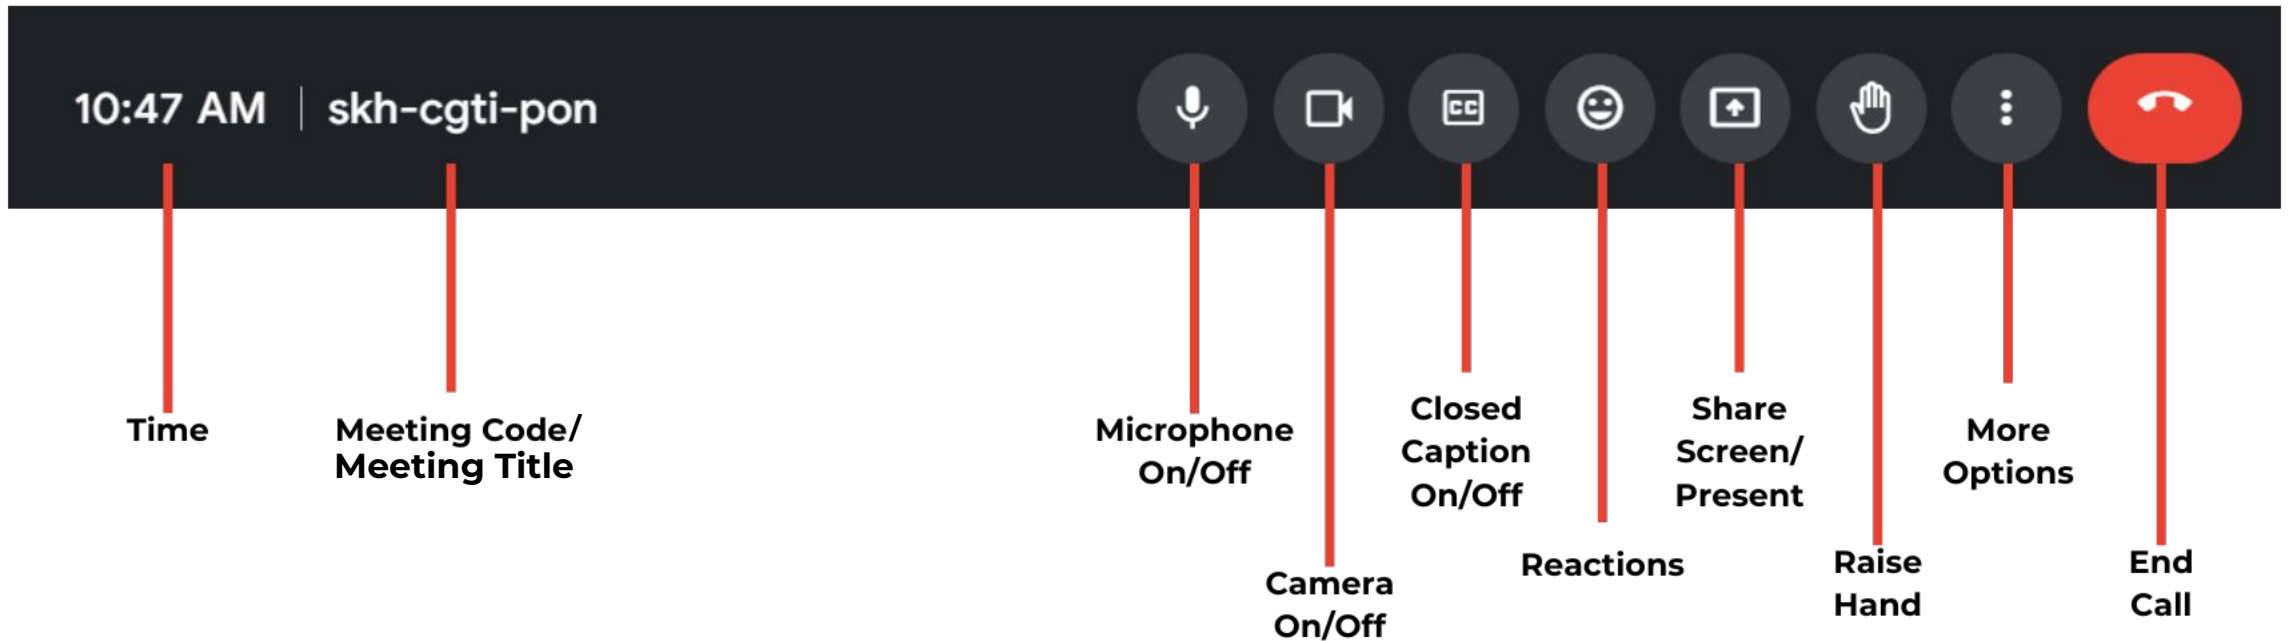 10:47 AM | skh-cgti-pon
CC
Time
Meeting Code/
Meeting Title
Microphone
On/Off
Camera
On/Off
Closed
Caption
On/Off
Reactions
Share
Screen/
Present
Raise
Hand
More
Options
End
Call